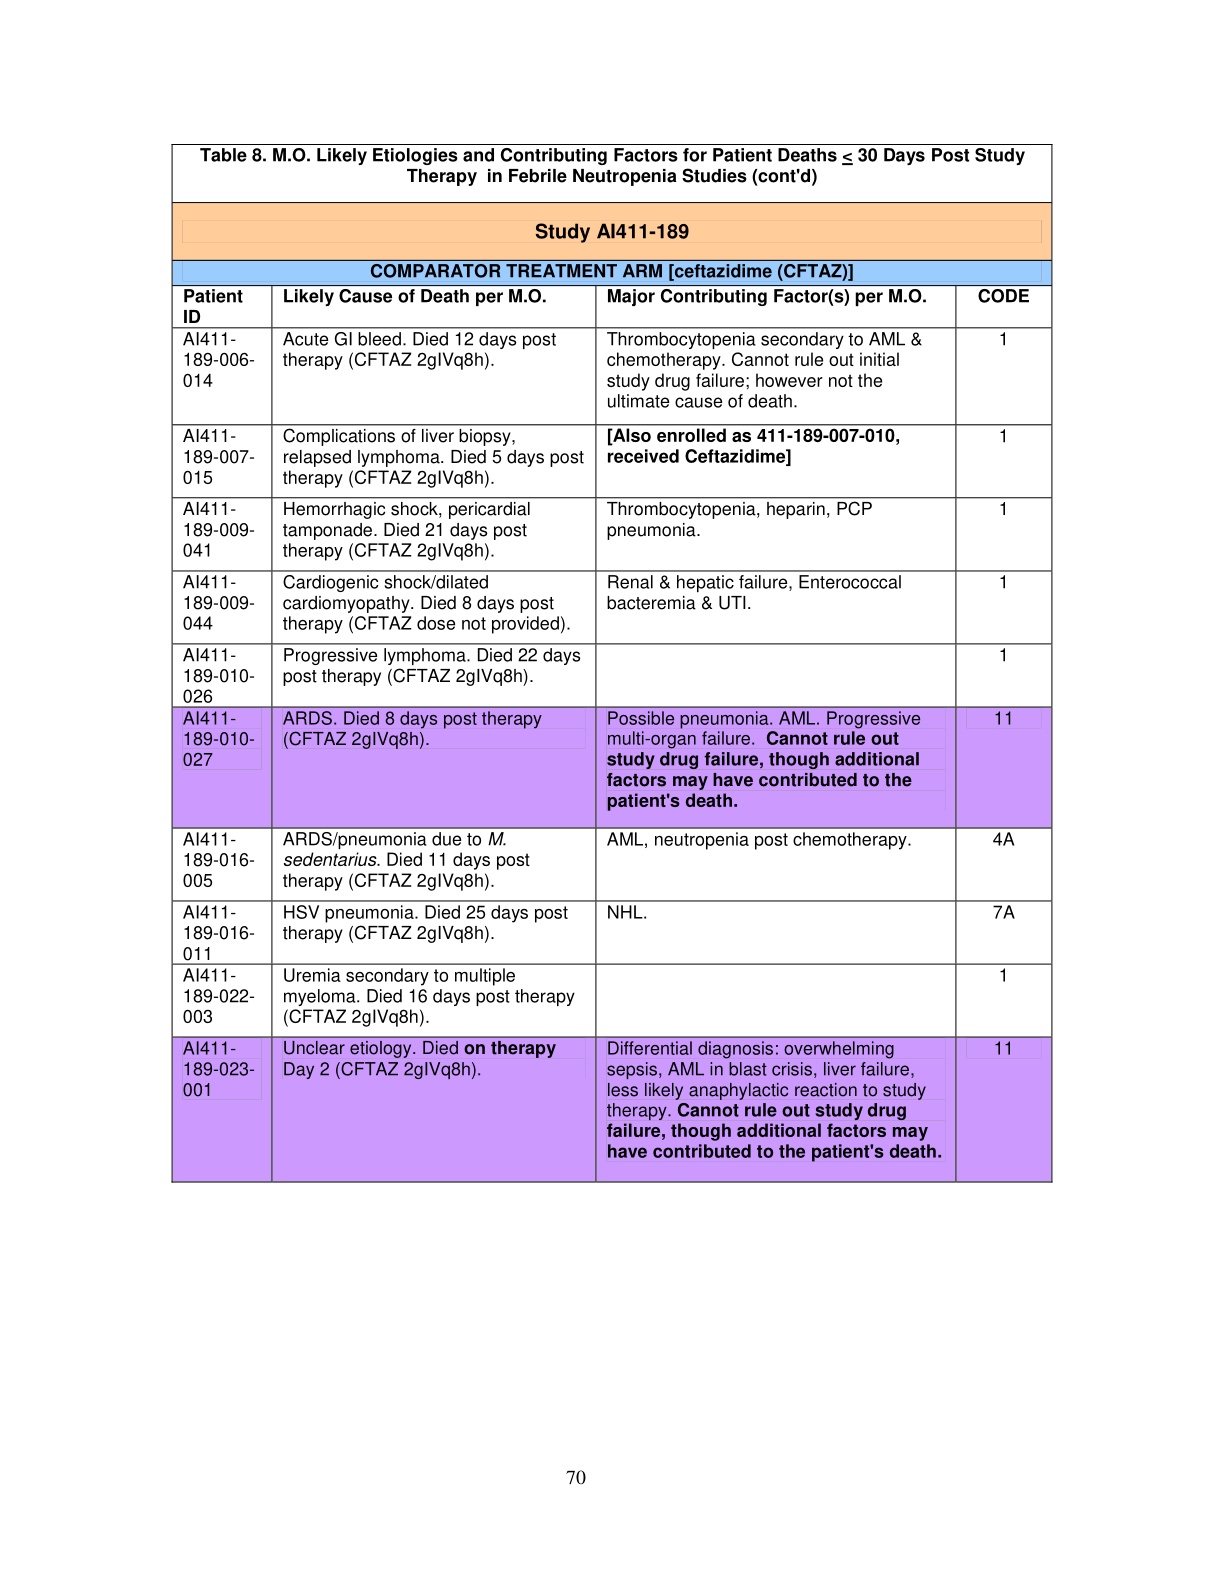 Table 8. M.O. Likely Etiologies and Contributing Factors for Patient Deaths ≤ 30 Days Post Study
Therapy in Febrile Neutropenia Studies (cont'd)
Study AI411-189
COMPARATOR TREATMENT ARM [ceftazidime (CFTAZ)]
Patient
ID
Likely Cause of Death per M.O.
Major Contributing Factor(s) per M.O.
CODE
AI411-
189-006-
014
Acute GI bleed. Died 12 days post
therapy (CFTAZ 2gIVq8h).
Thrombocytopenia secondary to AML &
chemotherapy. Cannot rule out initial
study drug failure; however not the
ultimate cause of death.
1
AI411-
189-007-
015
Complications of liver biopsy,
relapsed lymphoma. Died 5 days post
therapy (CFTAZ 2gIVq8h).
[Also enrolled as 411-189-007-010,
received Ceftazidime]
1
AI411-
189-009-
041
Hemorrhagic shock, pericardial
tamponade. Died 21 days post
therapy (CFTAZ 2gIVq8h).
Thrombocytopenia, heparin, PCP
pneumonia.
1
AI411-
189-009-
044
Cardiogenic shock/dilated
cardiomyopathy. Died 8 days post
therapy (CFTAZ dose not provided).
Renal & hepatic failure, Enterococcal
bacteremia & UTI.
1
AI411-
189-010-
026
Progressive lymphoma. Died 22 days
post therapy (CFTAZ 2gIVq8h).
1
AI411-
189-010-
027
ARDS. Died 8 days post therapy
(CFTAZ 2gIVq8h).
Possible pneumonia. AML. Progressive
multi-organ failure. Cannot rule out
study drug failure, though additional
factors may have contributed to the
patient's death.
11
AI411-
189-016-
005
ARDS/pneumonia due to M.
sedentarius. Died 11 days post
therapy (CFTAZ 2gIVq8h).
AML, neutropenia post chemotherapy.
4A
AI411-
189-016-
011
HSV pneumonia. Died 25 days post
therapy (CFTAZ 2gIVq8h).
NHL.
7A
AI411-
189-022-
003
Uremia secondary to multiple
myeloma. Died 16 days post therapy
(CFTAZ 2gIVq8h).
1
AI411-
189-023-
001
Unclear etiology. Died on therapy
Day 2 (CFTAZ 2gIVq8h).
Differential diagnosis: overwhelming
sepsis, AML in blast crisis, liver failure,
less likely anaphylactic reaction to study
therapy. Cannot rule out study drug
failure, though additional factors may
have contributed to the patient's death.
11
70